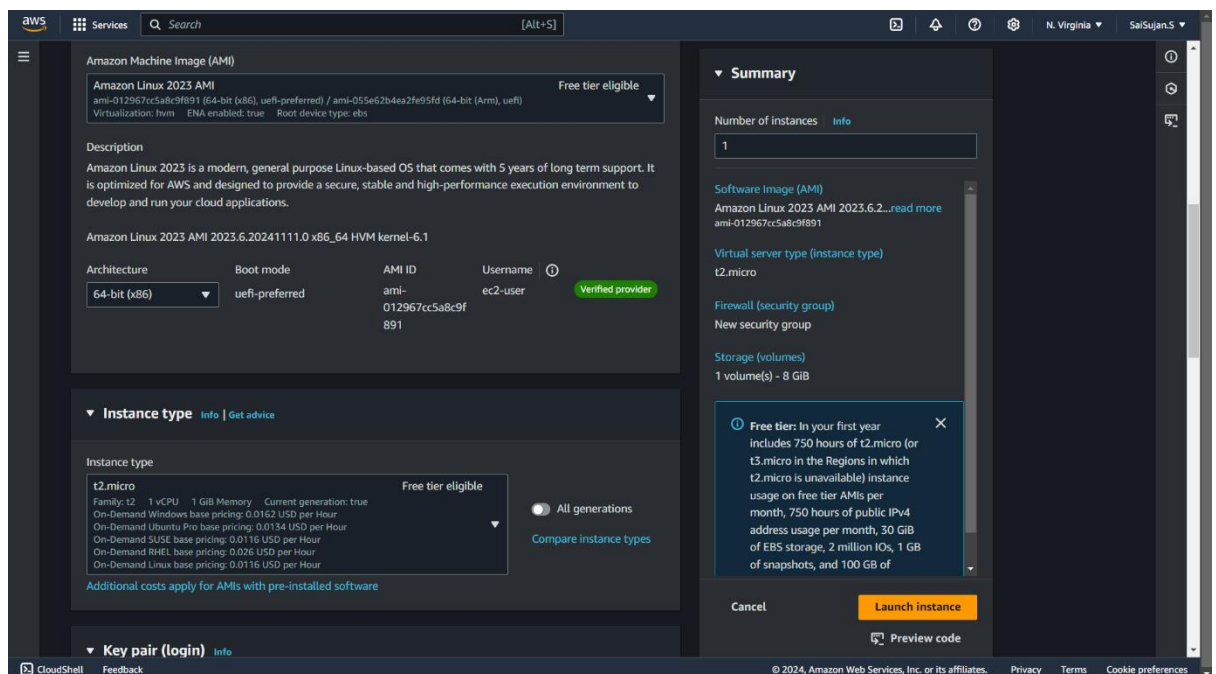 aws
Services
Search
[Alt+S]
N. Virginia
SaiSujan.S
Amazon Machine Image (AMI)
Amazon Linux 2023 AMI
Free tier eligible
ami-012967cc5a8c9f891 (64-bit (x86), uefi-preferred) / ami-055e62b4ea2fe95fd (64-bit (Arm), uefi)
Virtualization: hvm ENA enabled: true Root device type: ebs
Description
Amazon Linux 2023 is a modern, general purpose Linux-based OS that comes with 5 years of long term support. It
is optimized for AWS and designed to provide a secure, stable and high-performance execution environment to
develop and run your cloud applications.
Amazon Linux 2023 AMI 2023.6.20241111.0 x86_64 HVM kernel-6.1
Architecture
64-bit (x86)
Boot mode
uefi-preferred
AMI ID
ami-
012967cc5a8c9f
891
Username
ec2-user
Verified provider
Instance type Info | Get advice
Instance type
t2.micro
Free tier eligible
Family: t2 1 vCPU 1 GiB Memory Current generation: true
On-Demand Windows base pricing: 0.0162 USD per Hour
On-Demand Ubuntu Pro base pricing: 0.0134 USD per Hour
On-Demand SUSE base pricing: 0.0116 USD per Hour
On-Demand RHEL base pricing: 0.026 USD per Hour
On-Demand Linux base pricing: 0.0116 USD per Hour
All generations
Compare instance types
Additional costs apply for AMIs with pre-installed software
Key pair (login) Info
Summary
Number of instances Info
1
Software Image (AMI)
Amazon Linux 2023 AMI 2023.6.2...read more
ami-012967cc5a8c9f891
Virtual server type (instance type)
t2.micro
Firewall (security group)
New security group
Storage (volumes)
1 volume(s) - 8 GiB
Free tier: In your first year
includes 750 hours of t2.micro (or
t3.micro in the Regions in which
t2.micro is unavailable) instance
usage on free tier AMIs per
month, 750 hours of public IPv4
address usage per month, 30 GiB
of EBS storage, 2 million IOs, 1 GB
of snapshots, and 100 GB of
Cancel
Launch instance
Preview code
CloudShell
Feedback
© 2024, Amazon Web Services, Inc. or its affiliates.
Privacy
Terms
Cookie preferences